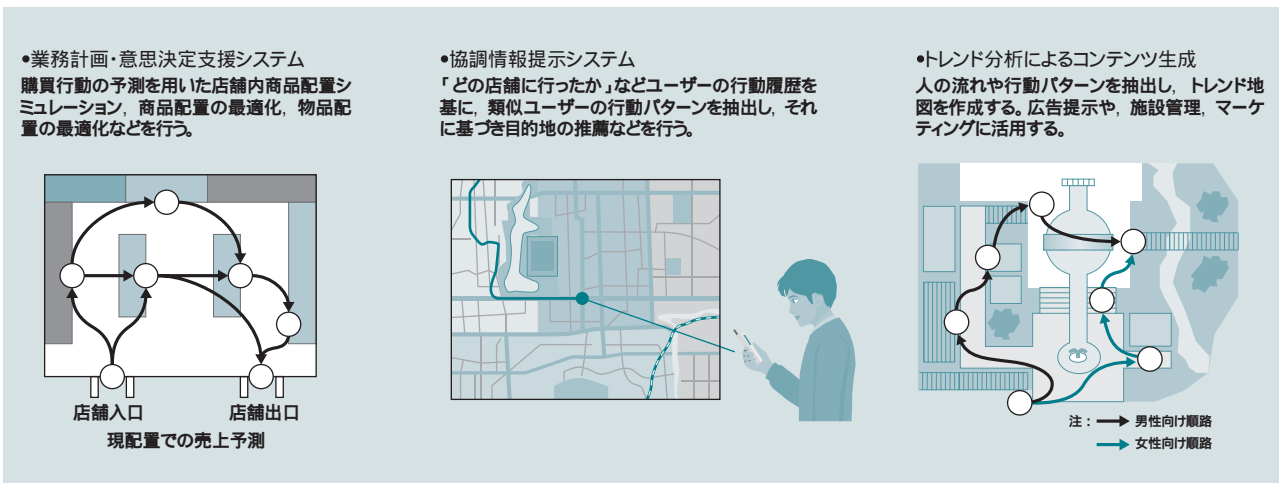 •業務計画・意思決定支援システム
購買行動の予測を用いた店舗内商品配置シ
ミュレーション，商品配置の最適化，物品配
置の最適化などを行う。
店舗入口
店舗出口
現配置での売上予測
•協調情報提示システム
「どの店舗に行ったか」などユーザーの行動履歴を
基に，類似ユーザーの行動パターンを抽出し，それ
に基づき目的地の推薦などを行う。
•トレンド分析によるコンテンツ生成
人の流れや行動パターンを抽出し，トレンド地
図を作成する。広告提示や，施設管理，マーケ
ティングに活用する。
注：男性向け順路
女性向け順路